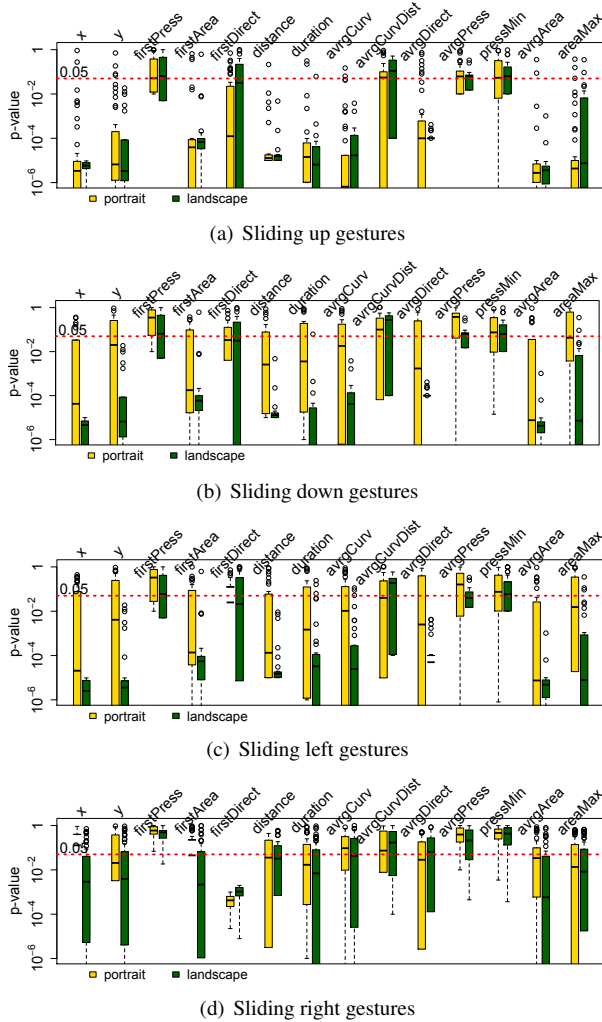 x y firstPress firstArea firstDirect distance duration avrgCurv avrgCurvDist avrgDirect avrgPress pressMin avrgArea areaMax
1
0.05
10−2
p-value
10−4
10−6
portrait landscape
(a) Sliding up gestures
x y firstPress firstArea firstDirect distance duration avrgCurv avrgCurvDist avrgDirect avrgPress pressMin avrgArea areaMax
1
0.05
10−2
p-value
10−4
10−6
portrait landscape
(b) Sliding down gestures
x y firstPress firstArea firstDirect distance duration avrgCurv avrgCurvDist avrgDirect avrgPress pressMin avrgArea areaMax
1
0.05
10−2
p-value
10−4
10−6
portrait landscape
(c) Sliding left gestures
x y firstPress firstArea firstDirect distance duration avrgCurv avrgCurvDist avrgDirect avrgPress pressMin avrgArea areaMax
1
0.05
10−2
p-value
10−4
10−6
portrait landscape
(d) Sliding right gestures